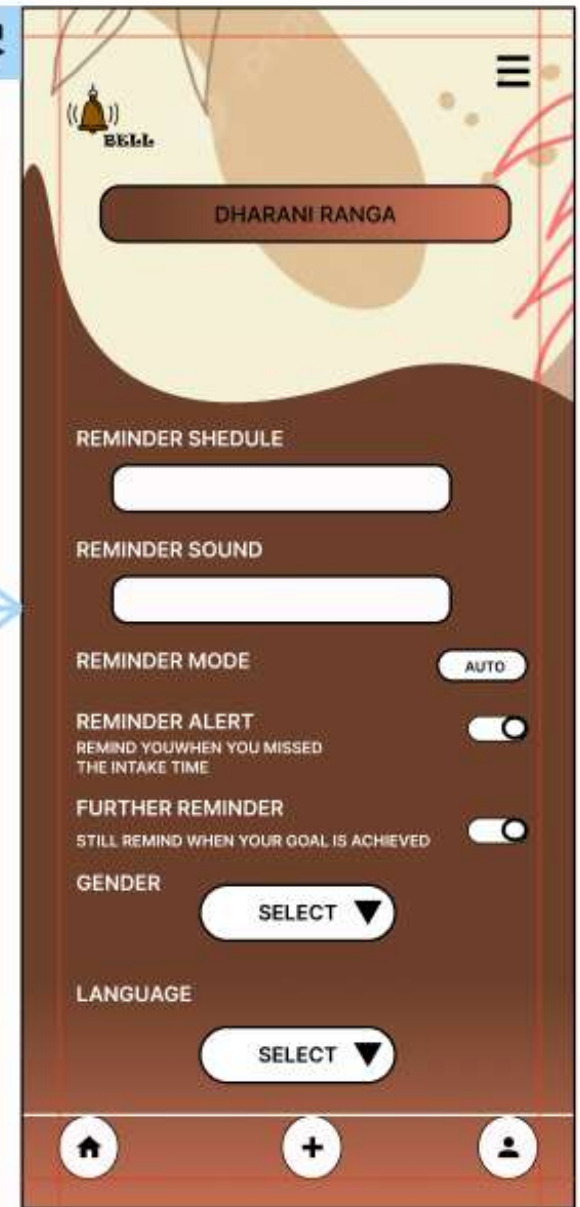 BELL
DHARANI RANGA
REMINDER SHEDULE
REMINDER SOUND
REMINDER MODE
AUTO
REMINDER ALERT
REMIND YOUWHEN YOU MISSED
THE INTAKE TIME
FURTHER REMINDER
STILL REMIND WHEN YOUR GOAL IS ACHIEVED
GENDER
SELECT
LANGUAGE
SELECT